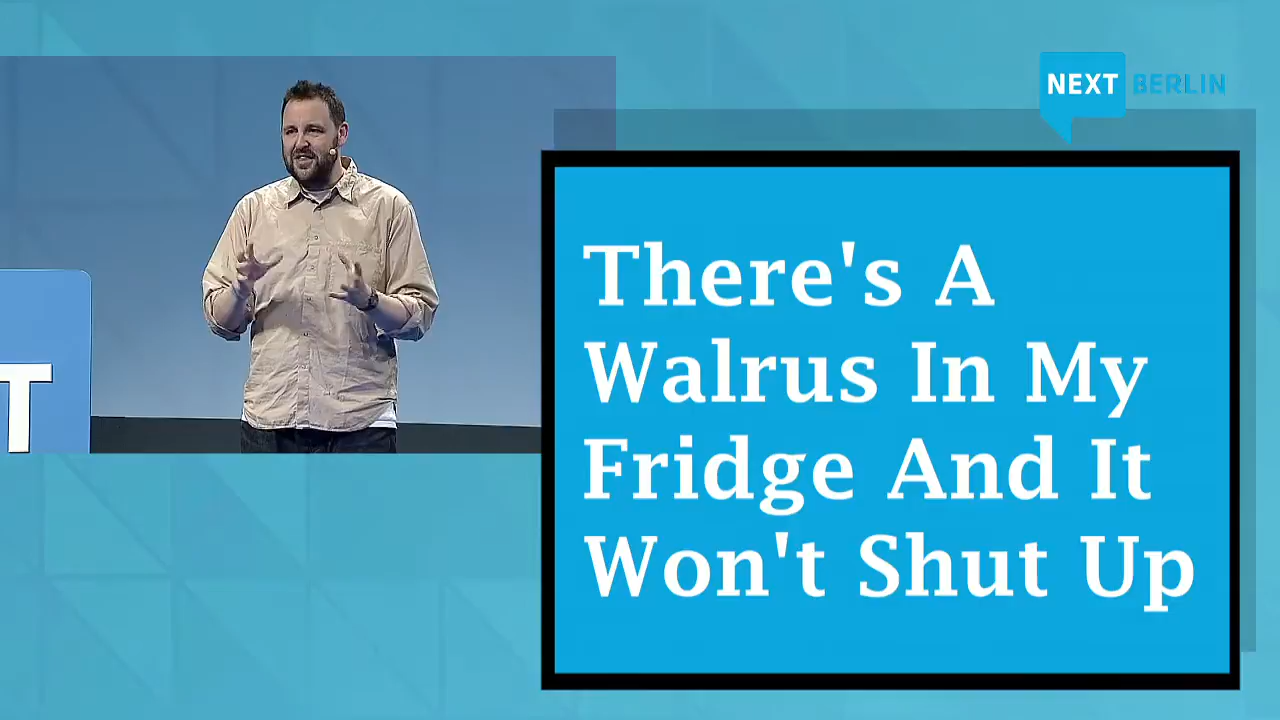 NEXT BERLIN
There's A
Walrus In My
Fridge And It
Won't Shut Up
T